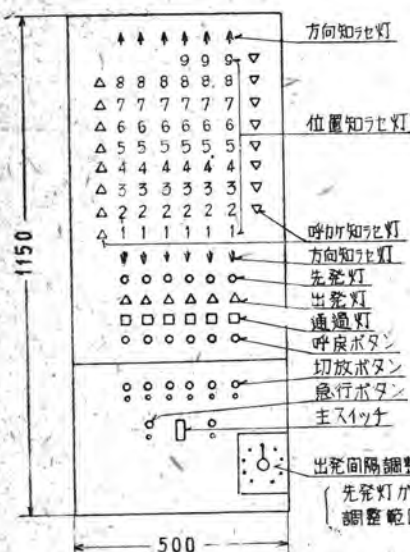 方向知ラセ灯
9 9 9
8 8 8 8 8 8
7 7 7 7 7 7
6 6 6 6 6 6
位置知ラセ灯
5 5 5 5 5 5
4 4 4 4 4 4
3 3 3 3 3 3
2 2 2 2 2 2
1 1 1 1 1 1
呼カケ知ラセ灯
方向知ラセ灯
先発灯
出発灯
通過灯
呼戻ボタン
切放ボタン
急行ボタン
主スイッチ
出発間隔調整
先発灯が
調整範囲
1150
500